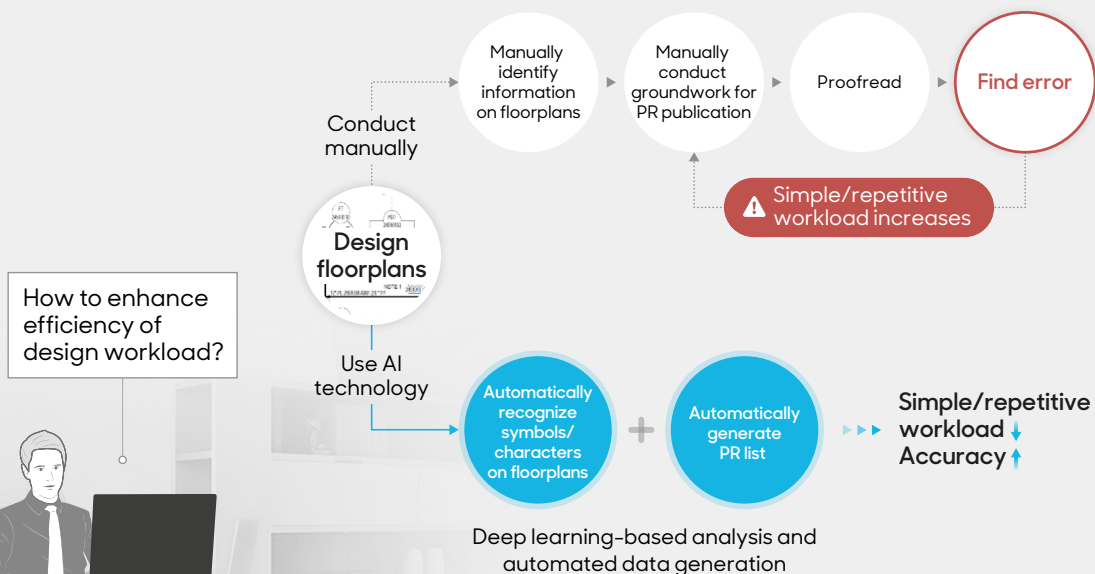 Manually
identify
information
on floorplans
Manually
conduct
groundwork for
PR publication
Proofread
Find error
Conduct
manually
Simple/repetitive
workload increases
Design
floorplans
NOTE 1
How to enhance
efficiency of
design workload?
Use AI
technology
Automatically
recognize
symbols/
characters
on floorplans
Automatically
generate
PR list
Simple/repetitive
workload
Accuracy
Deep learning-based analysis and
automated data generation